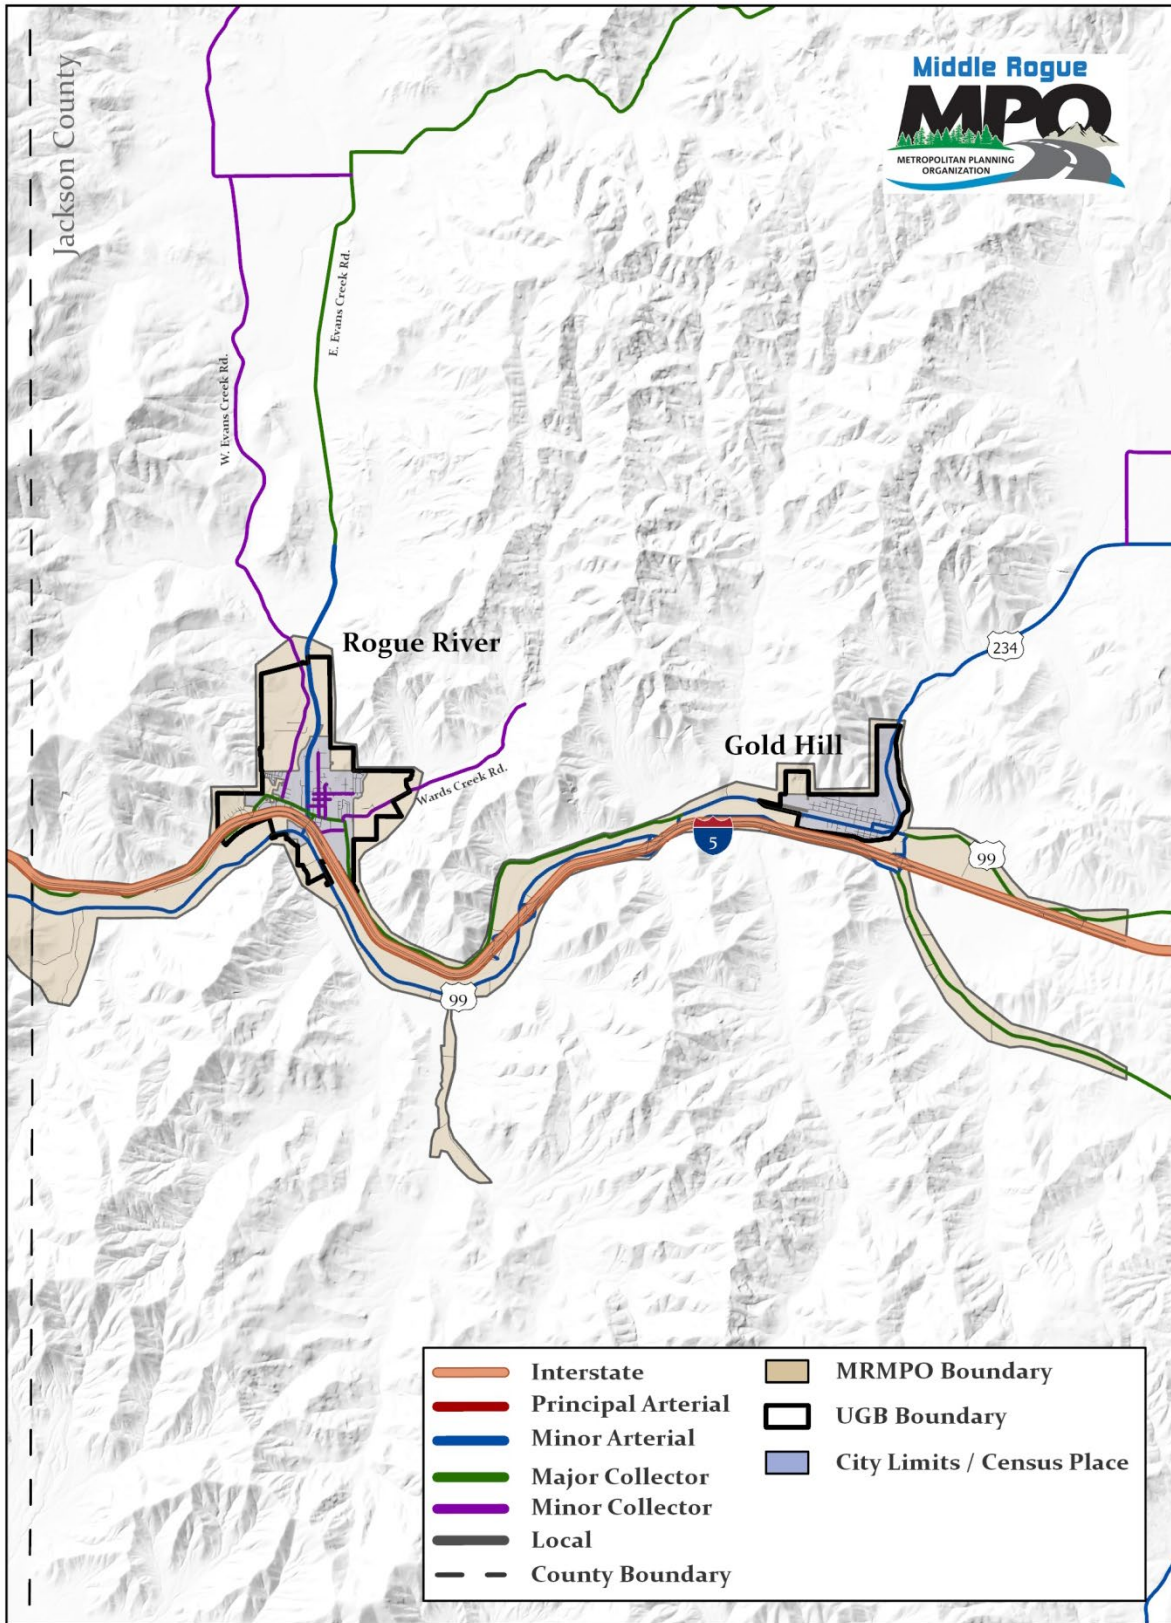 Jackson County
Middle Rogue
MPO
METROPOLITAN PLANNING
ORGANIZATION
E. Evans Creek Rd.
W. Evans Creek Rd.
Rogue River
234
Gold Hill
Wards Creek Rd.
5
99
99
Interstate
Principal Arterial
Minor Arterial
Major Collector
Minor Collector
Local
County Boundary
MRMPO Boundary
UGB Boundary
City Limits / Census Place